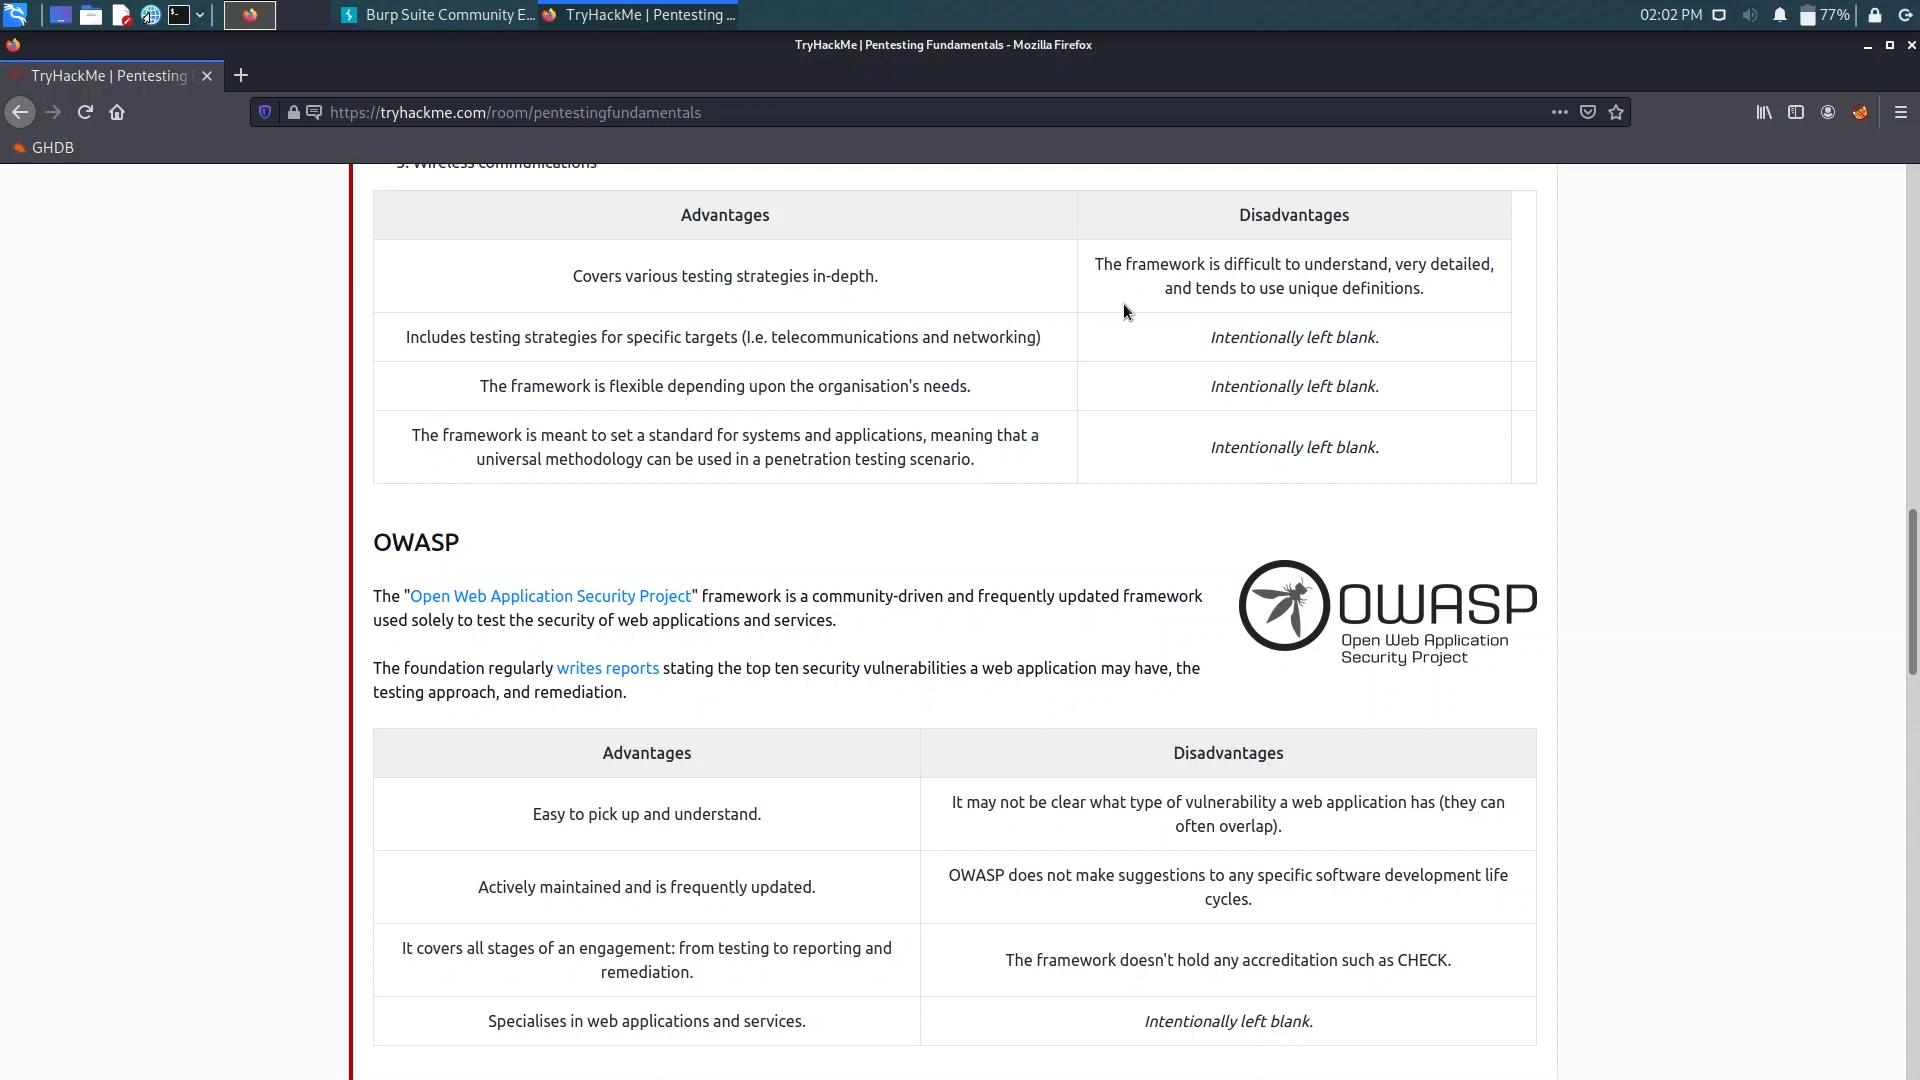 Burp Suite Community E...
TryHackMe | Pentesting ...
02:02 PM
77%
TryHackMe | Pentesting Fundamentals - Mozilla Firefox
TryHackMe | Pentesting
https://tryhackme.com/room/pentestingfundamentals
GHDB
5. Wireless communications
Advantages
Disadvantages
Covers various testing strategies in-depth.
The framework is difficult to understand, very detailed,
and tends to use unique definitions.
Includes testing strategies for specific targets (I.e. telecommunications and networking)
Intentionally left blank.
The framework is flexible depending upon the organisation's needs.
Intentionally left blank.
The framework is meant to set a standard for systems and applications, meaning that a
universal methodology can be used in a penetration testing scenario.
Intentionally left blank.
OWASP
The "Open Web Application Security Project" framework is a community-driven and frequently updated framework
used solely to test the security of web applications and services.
The foundation regularly writes reports stating the top ten security vulnerabilities a web application may have, the
testing approach, and remediation.
OWASP
Open Web Application
Security Project
Advantages
Disadvantages
Easy to pick up and understand.
It may not be clear what type of vulnerability a web application has (they can
often overlap).
Actively maintained and is frequently updated.
OWASP does not make suggestions to any specific software development life
cycles.
It covers all stages of an engagement: from testing to reporting and
remediation.
The framework doesn't hold any accreditation such as CHECK.
Specialises in web applications and services.
Intentionally left blank.